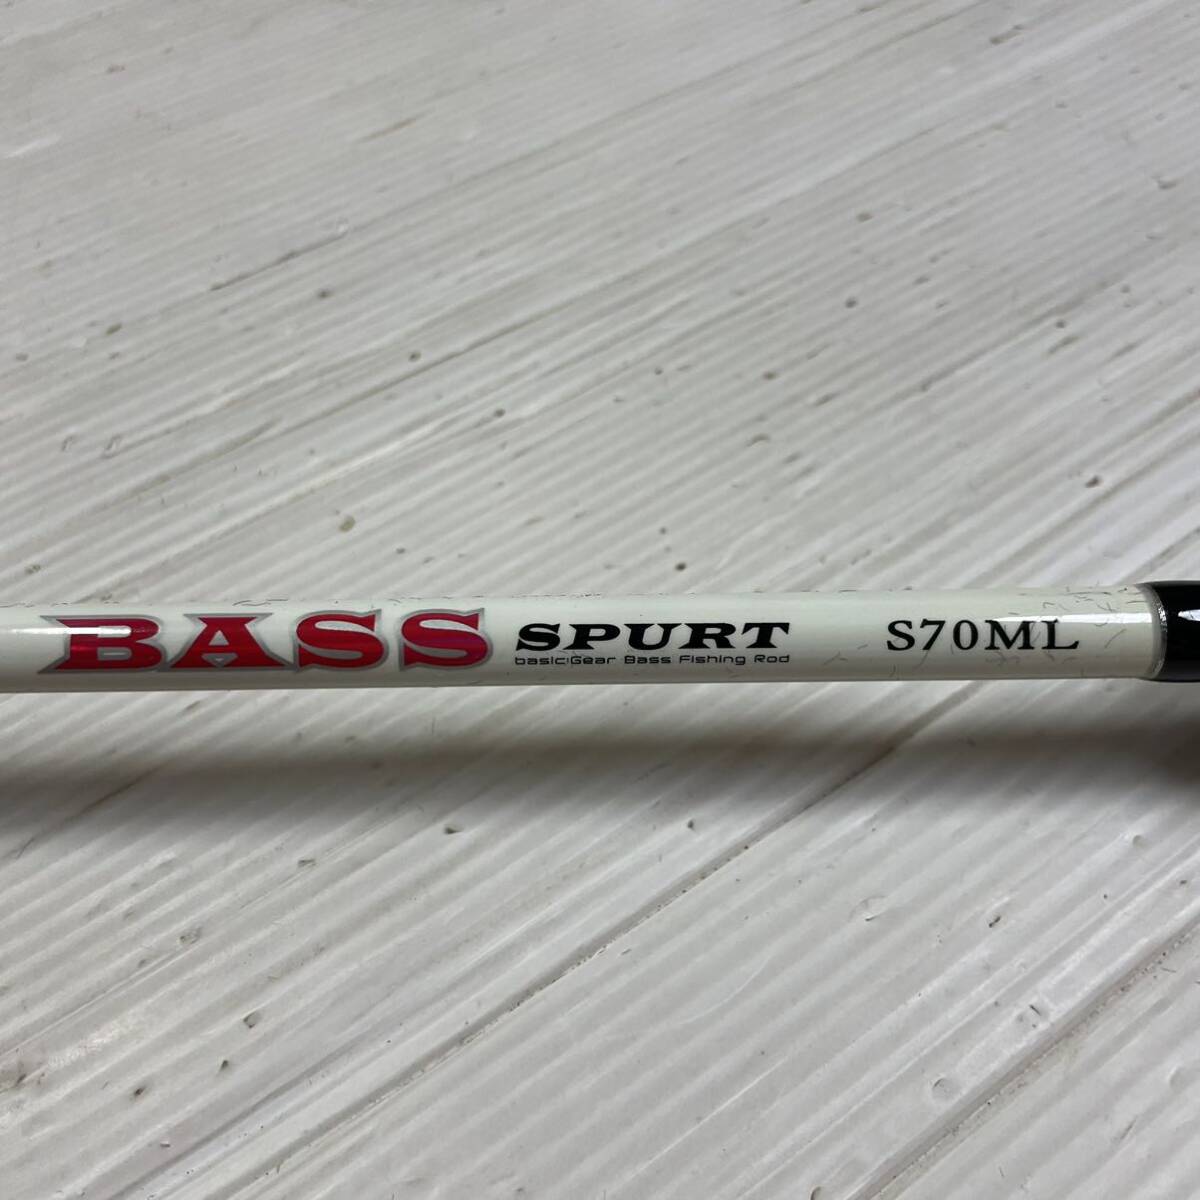 BASS SPURT S70ML
basic:Gear Bass Fishing Rod